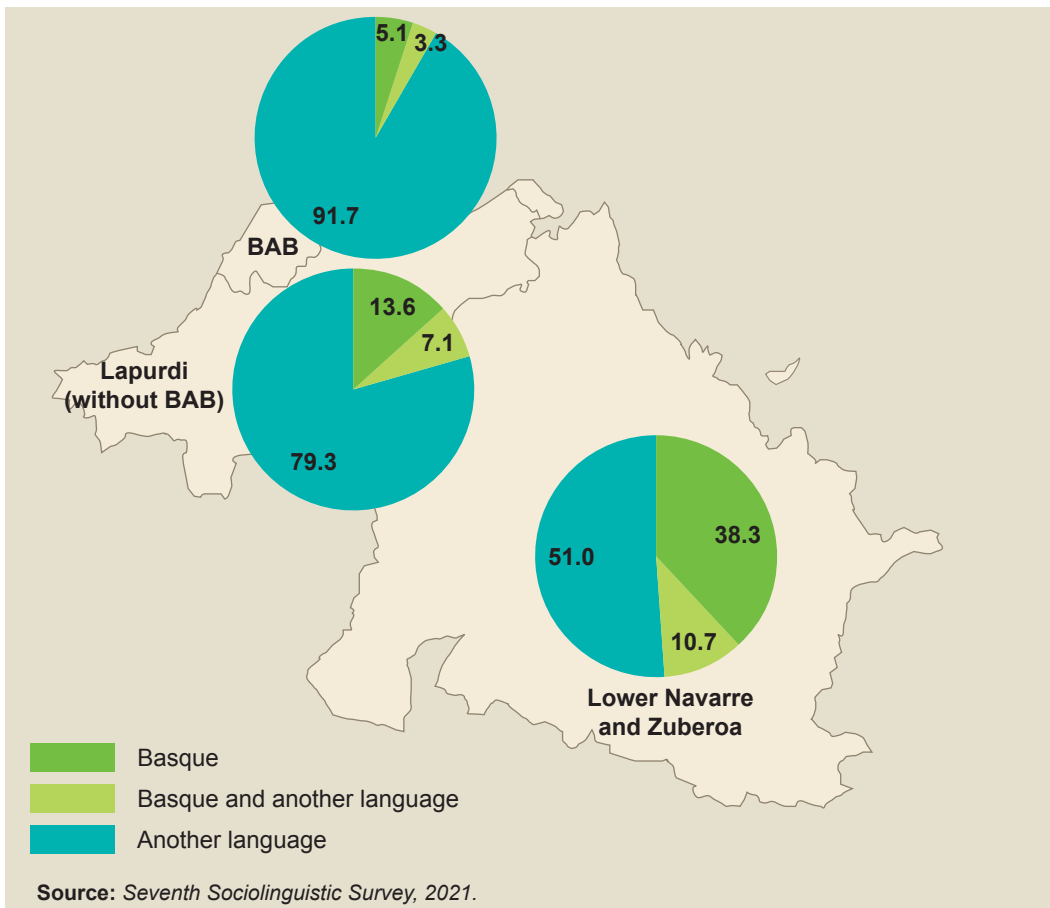 5.1
3.3
91.7
BAB
13.6
7.1
Lapurdi
(without BAB)
79.3
38.3
51.0
10.7
Lower Navarre
and Zuberoa
Basque
Basque and another language
Another language
Source: Seventh Sociolinguistic Survey, 2021.